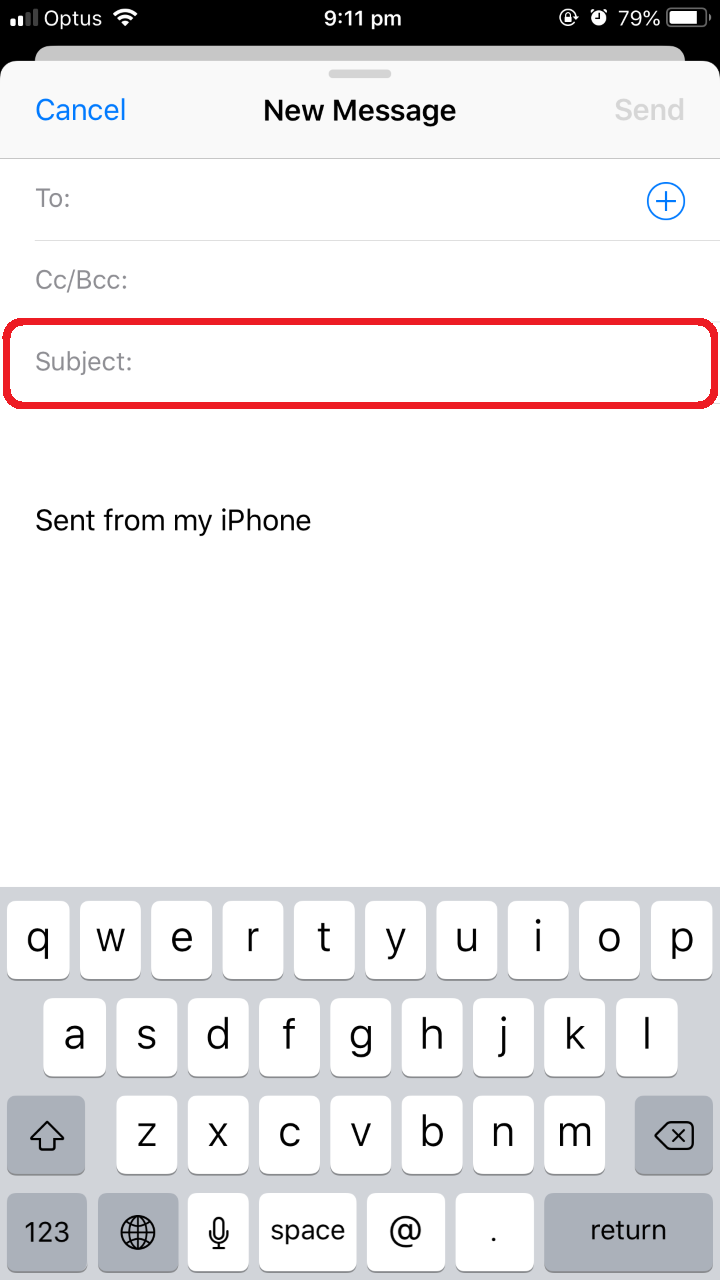 Optus 9:11 pm 79%
Cancel New Message Send
To:
Cc/Bcc:
Subject:
Sent from my iPhone
q w e r t y u i o p
a s d f g h j k l
z x c v b n m
123 space @ . return